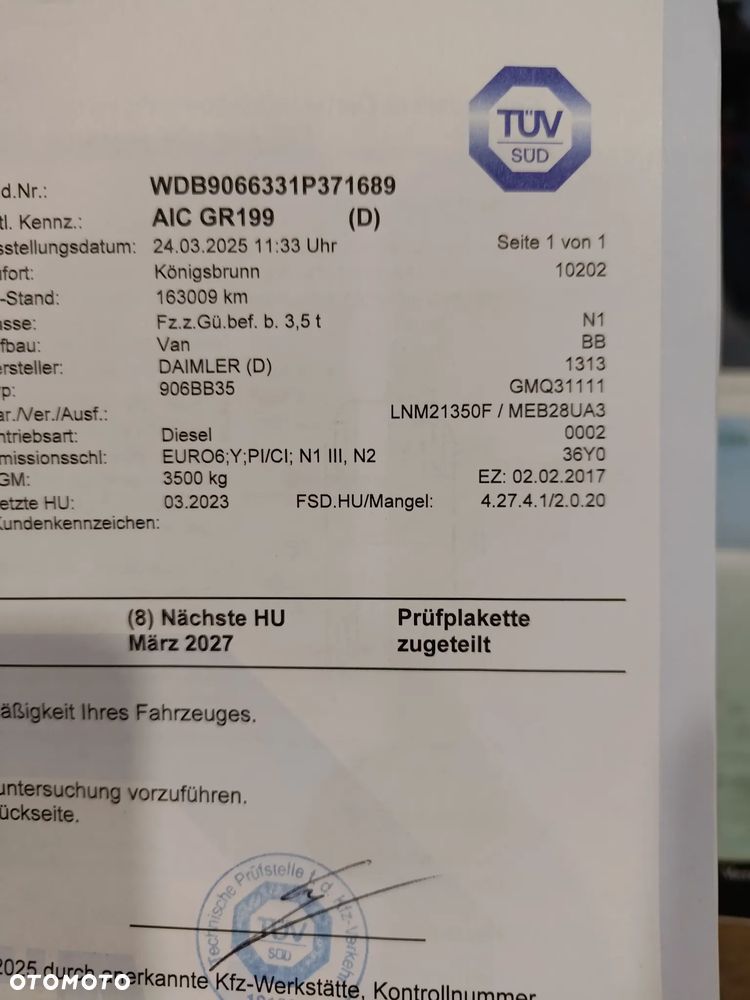 TÜV
SÜD
d.Nr.: WDB9066331P371689
tl. Kennz.: AIC GR199 (D)
sstellungsdatum: 24.03.2025 11:33 Uhr Seite 1 von 1
ifort: Königsbrunn 10202
-Stand: 163009 km
asse: Fz.z.Gü.bef. b. 3,5 t N1
fbau: Van BB
ersteller: DAIMLER (D) 1313
p: 906BB35 GMQ31111
ar./Ver./Ausf.: LNM21350F / MEB28UA3
ntriebsart: Diesel 0002
missionsschl: EURO6;Y;PI/CI; N1 III, N2 36Y0
GM: 3500 kg EZ: 02.02.2017
etzte HU: 03.2023 FSD.HU/Mangel: 4.27.4.1/2.0.20
Kundenkennzeichen:
(8) Nächste HU Prüfplakette
März 2027 zugeteilt
äßigkeit Ihres Fahrzeuges.
untersuchung vorzuführen.
ückseite.
Technische Prüfstelle f. d. Kfz-Verkehr
TÜV
SÜD
2025 durch anerkannte Kfz-Werkstätte, Kontrollnummer
OTOMOTO